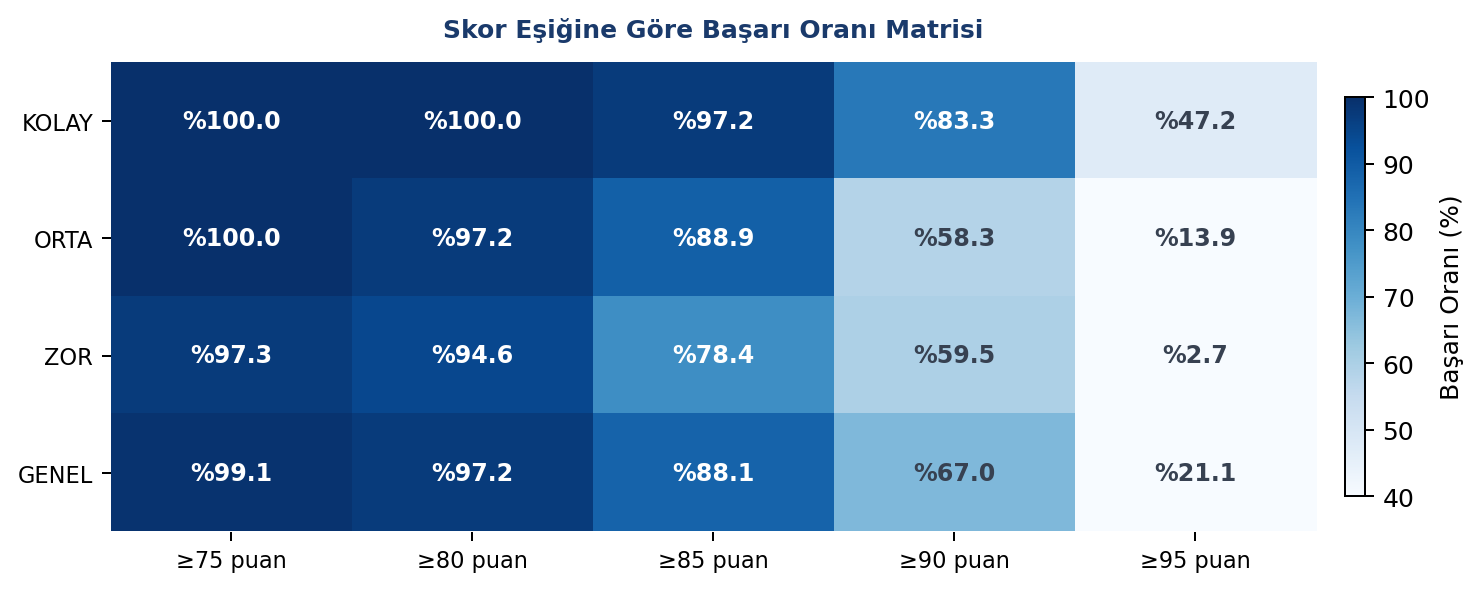 Skor Eşiğine Göre Başarı Oranı Matrisi
KOLAY %100.0 %100.0 %97.2 %83.3 %47.2
ORTA %100.0 %97.2 %88.9 %58.3 %13.9
ZOR %97.3 %94.6 %78.4 %59.5 %2.7
GENEL %99.1 %97.2 %88.1 %67.0 %21.1
≥75 puan ≥80 puan ≥85 puan ≥90 puan ≥95 puan
100
90
80
70
60
50
40
Başarı Oranı (%)